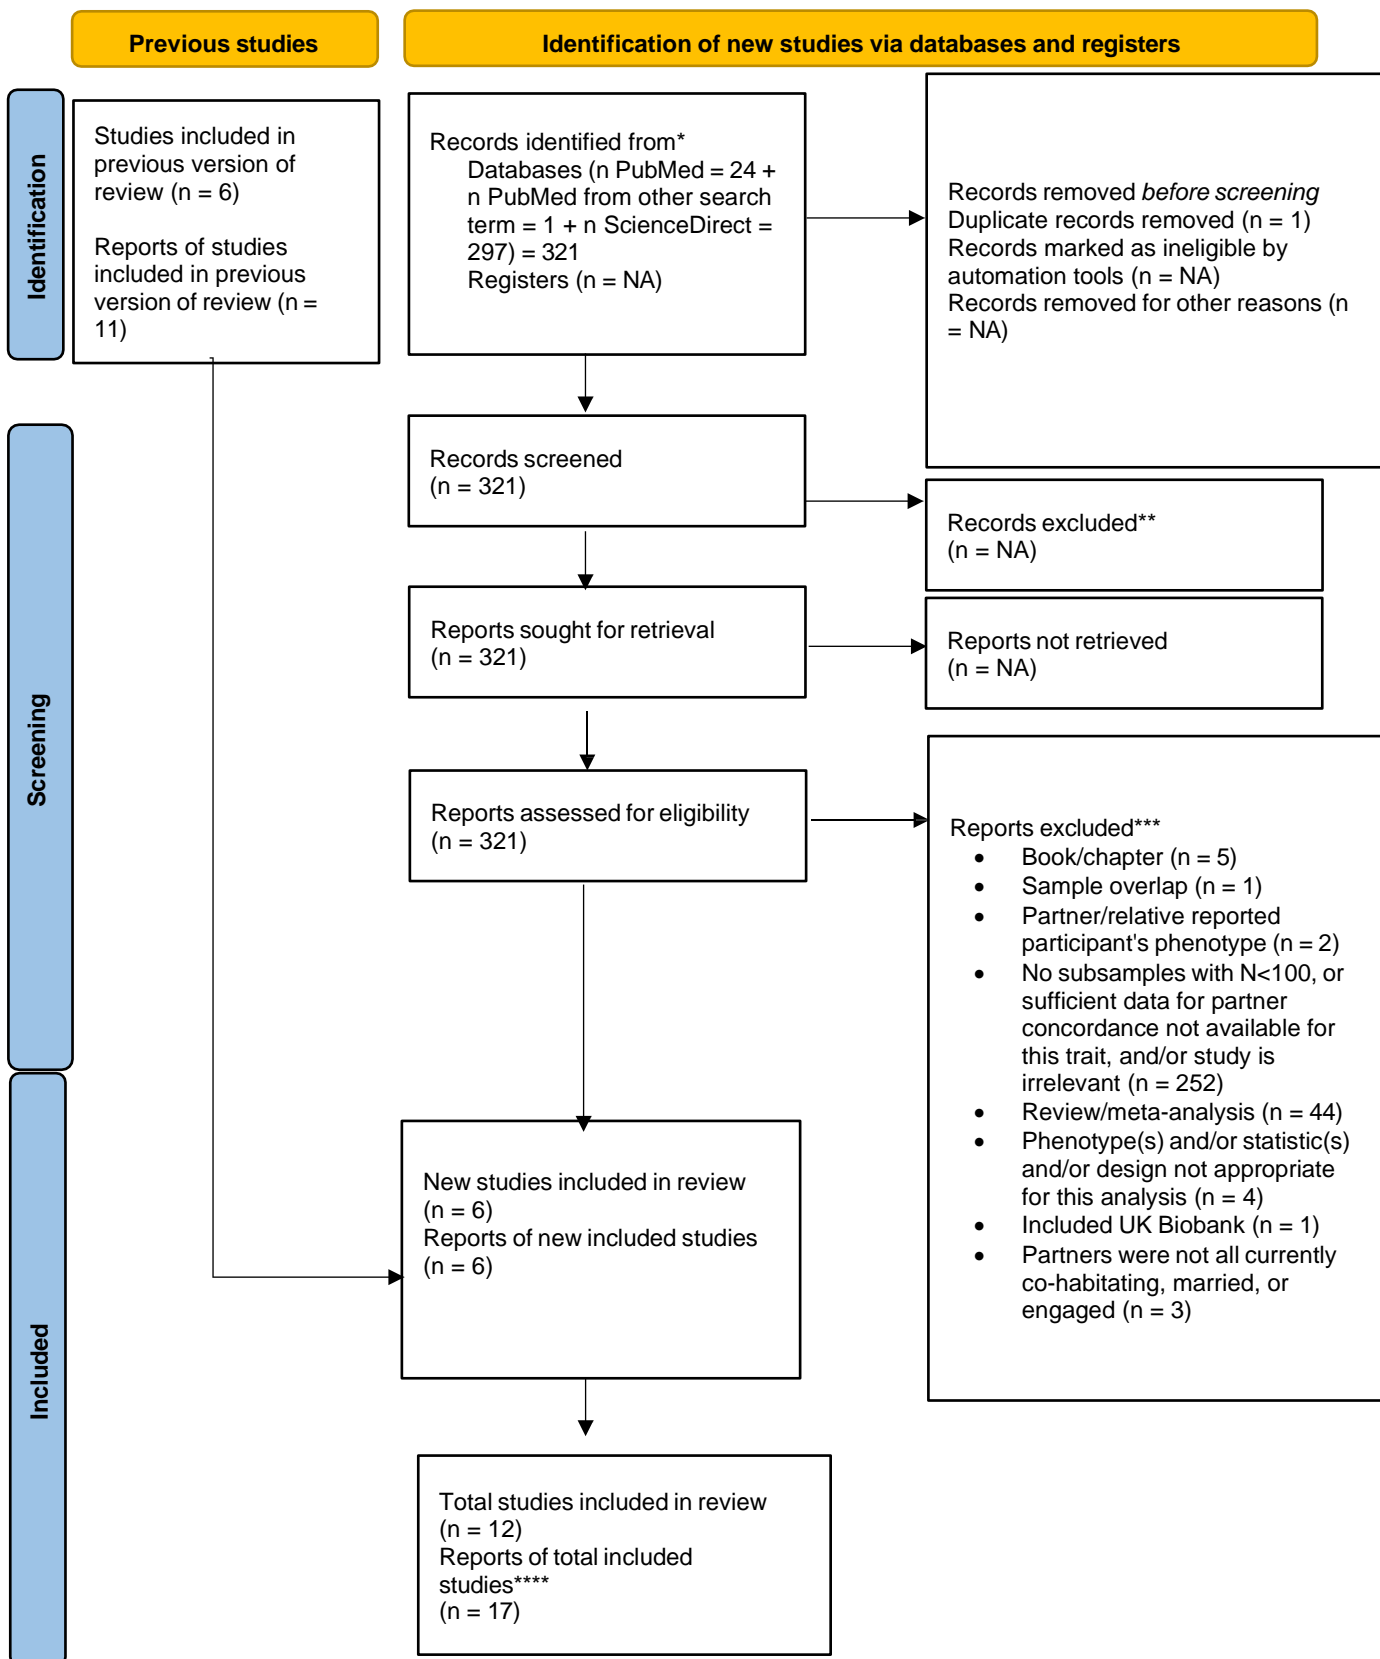 Previous studies
Identification of new studies via databases and registers
Identification
Studies included in
previous version of
review (n = 6)
Reports of studies
included in previous
version of review (n =
11)
Records identified from*
Databases (n PubMed = 24 +
n PubMed from other search
term = 1 + n ScienceDirect =
297) = 321
Registers (n = NA)
Records removed before screening
Duplicate records removed (n = 1)
Records marked as ineligible by
automation tools (n = NA)
Records removed for other reasons (n
= NA)
Screening
Records screened
(n = 321)
Records excluded**
(n = NA)
Reports sought for retrieval
(n = 321)
Reports not retrieved
(n = NA)
Reports assessed for eligibility
(n = 321)
Reports excluded***
• Book/chapter (n = 5)
• Sample overlap (n = 1)
• Partner/relative reported
participant's phenotype (n = 2)
• No subsamples with N<100, or
sufficient data for partner
concordance not available for
this trait, and/or study is
irrelevant (n = 252)
• Review/meta-analysis (n = 44)
• Phenotype(s) and/or statistic(s)
and/or design not appropriate
for this analysis (n = 4)
• Included UK Biobank (n = 1)
• Partners were not all currently
co-habitating, married, or
engaged (n = 3)
Included
New studies included in review
(n = 6)
Reports of new included studies
(n = 6)
Total studies included in review
(n = 12)
Reports of total included
studies****
(n = 17)